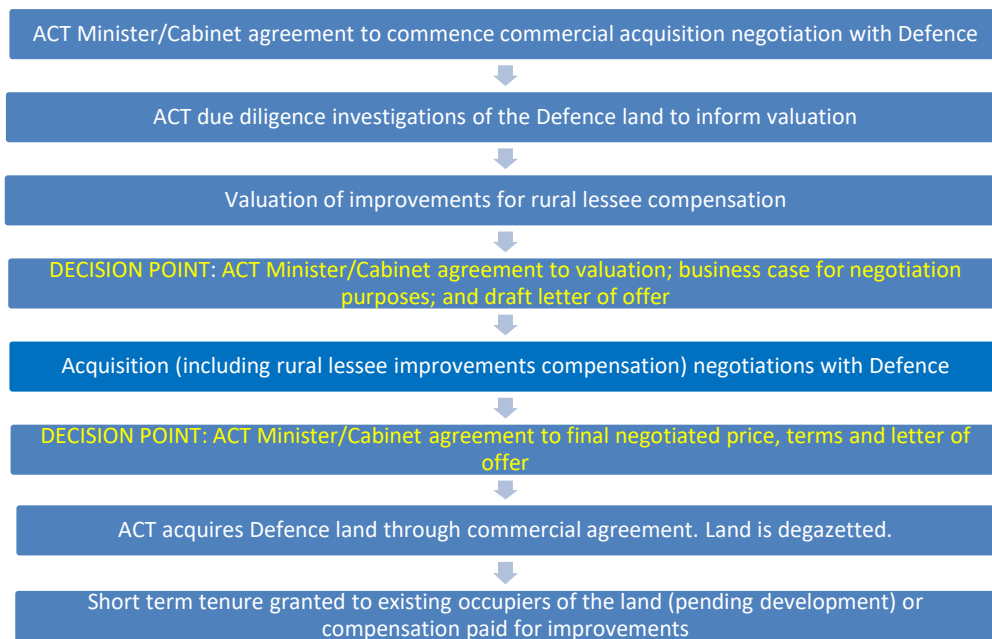 ACT Minister/Cabinet agreement to commence commercial acquisition negotiation with Defence
ACT due diligence investigations of the Defence land to inform valuation
Valuation of improvements for rural lessee compensation
DECISION POINT: ACT Minister/Cabinet agreement to valuation; business case for negotiation
purposes; and draft letter of offer
Acquisition (including rural lessee improvements compensation) negotiations with Defence
DECISION POINT: ACT Minister/Cabinet agreement to final negotiated price, terms and letter of
offer
ACT acquires Defence land through commercial agreement. Land is degazetted.
Short term tenure granted to existing occupiers of the land (pending development) or
compensation paid for improvements